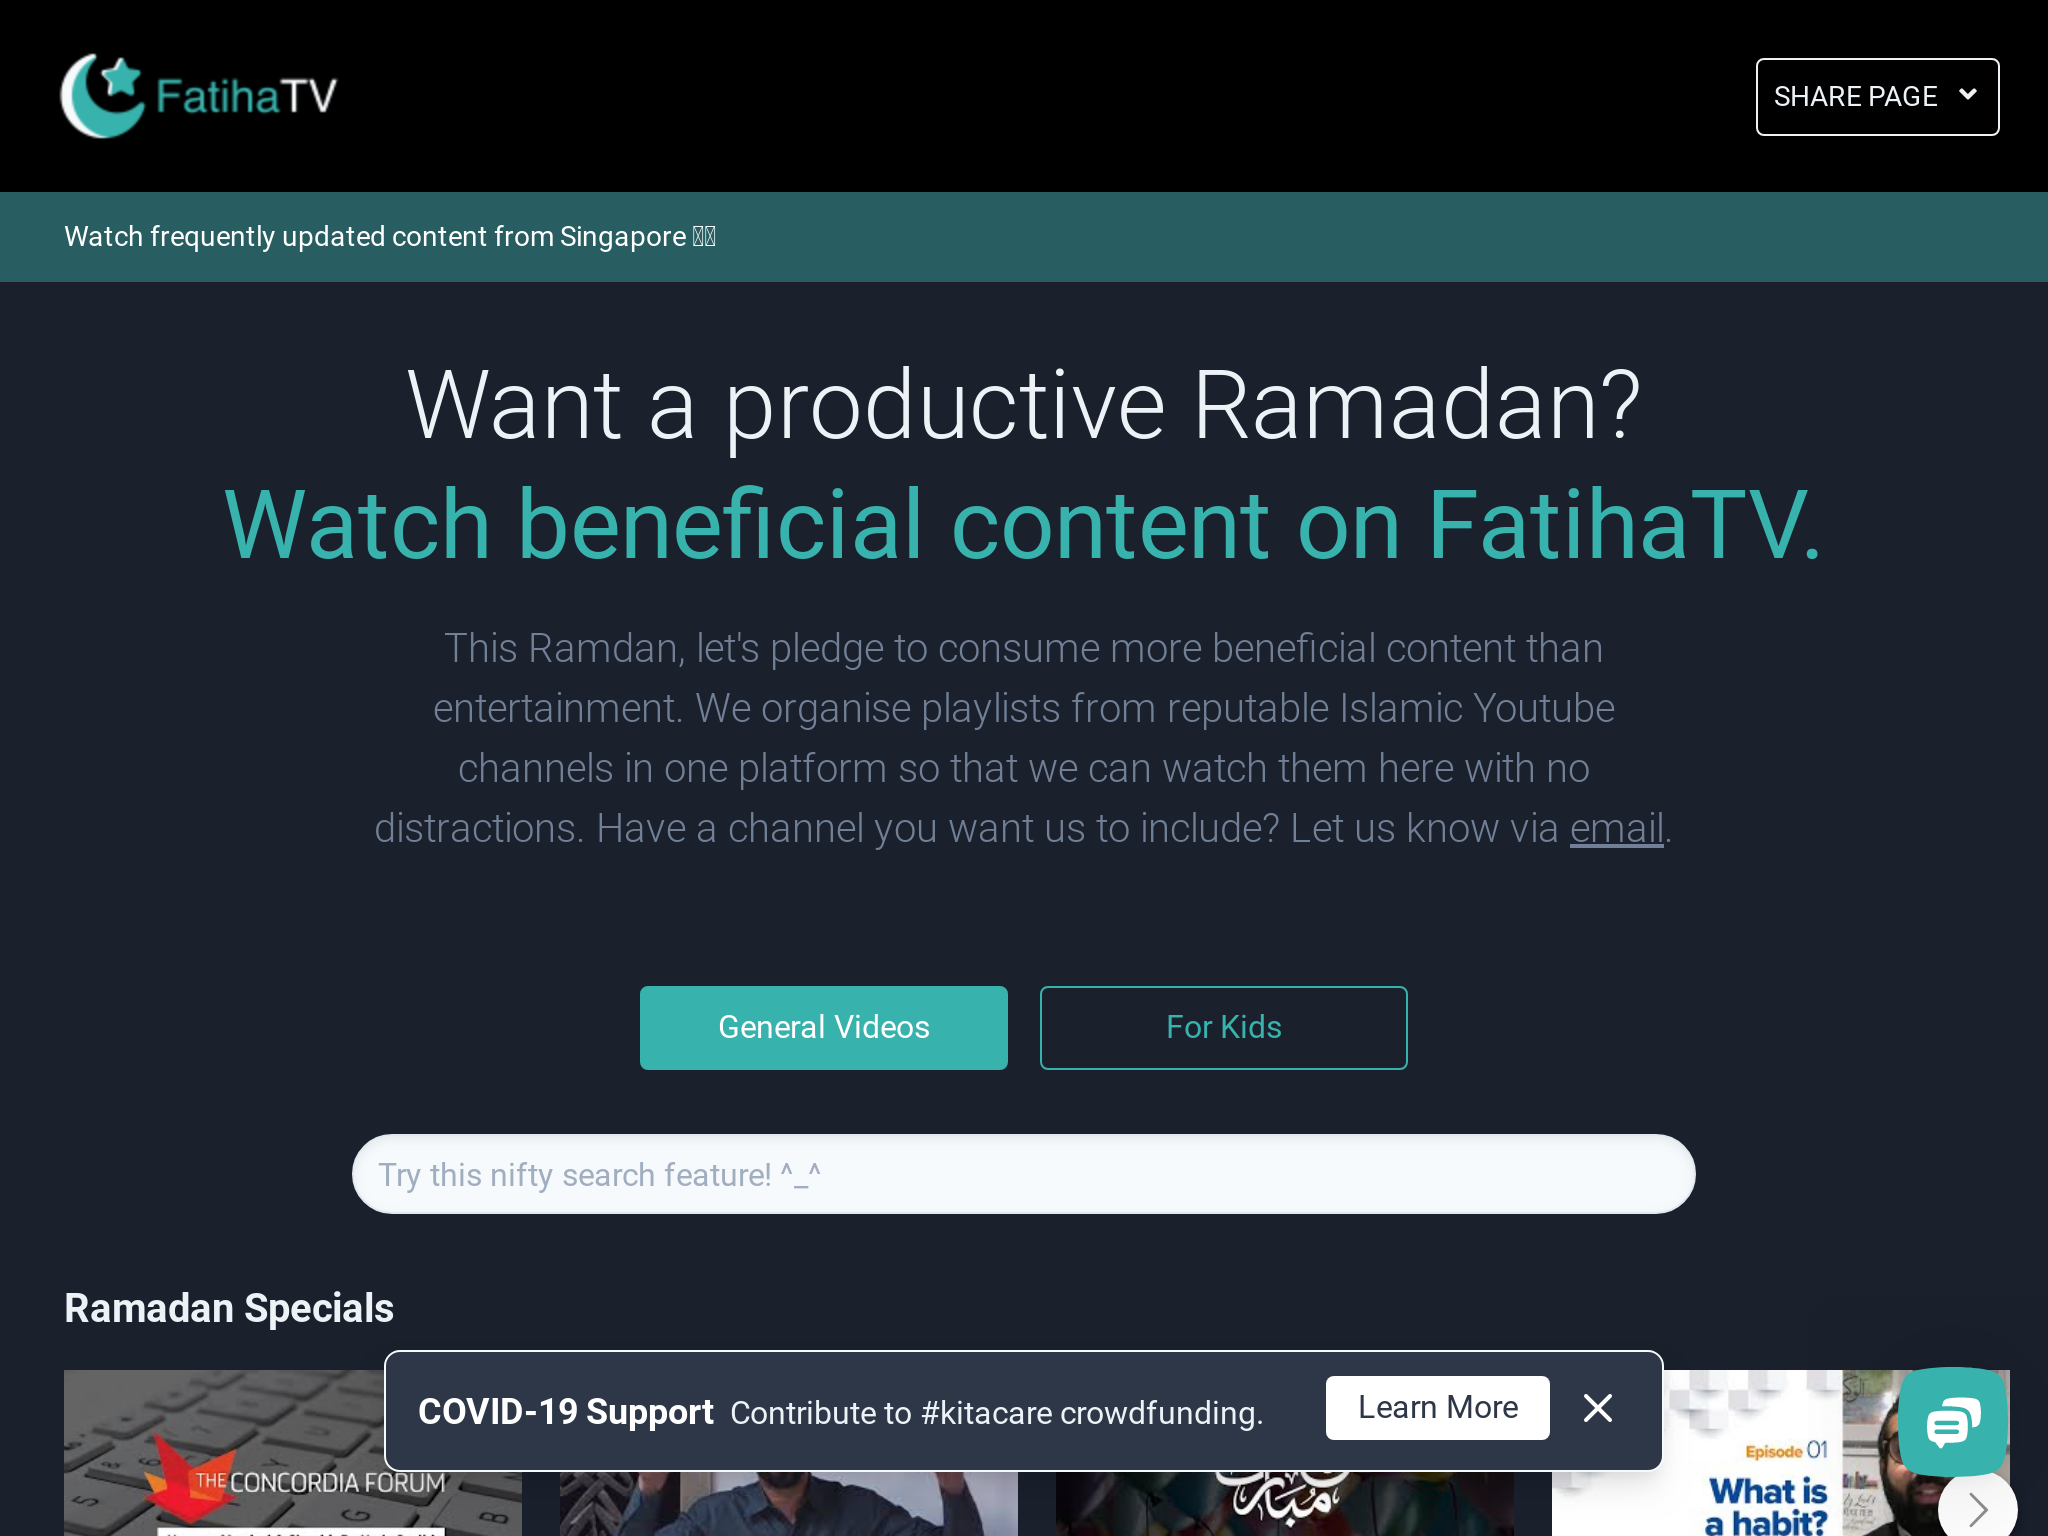 FatihaTV
SHARE PAGE
Watch frequently updated content from Singapore
Want a productive Ramadan?
Watch beneficial content on FatihaTV.
This Ramdan, let's pledge to consume more beneficial content than
entertainment. We organise playlists from reputable Islamic Youtube
channels in one platform so that we can watch them here with no
distractions. Have a channel you want us to include? Let us know via email.
General Videos
For Kids
Try this nifty search feature! ^_^
Ramadan Specials
COVID-19 Support Contribute to #kitacare crowdfunding.
Learn More
THE CONCORDIA FORUM
Episode 01
What is
a habit?